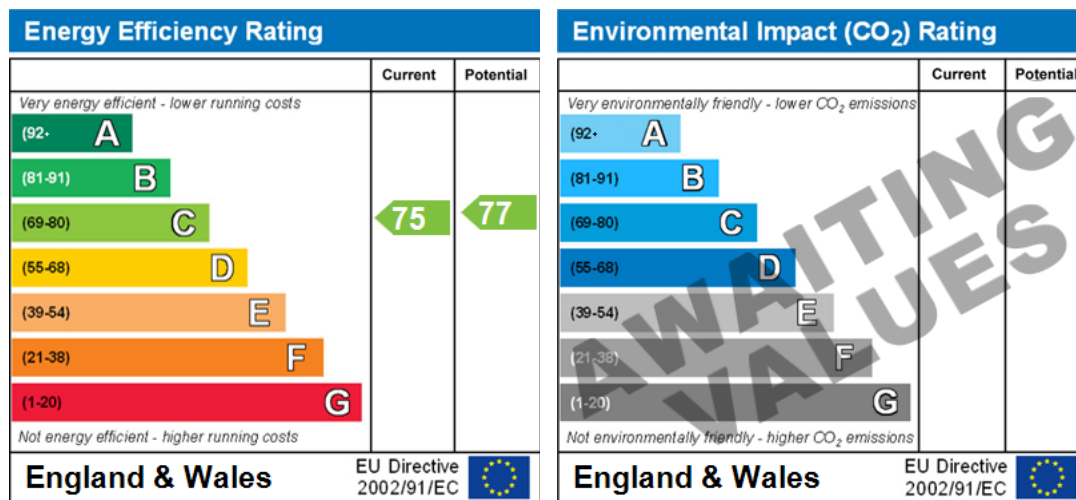 Energy Efficiency Rating
Current Potential
Very energy efficient - lower running costs
(92+ A
(81-91) B
(69-80) C
75 77
(55-68) D
(39-54) E
(21-38) F
(1-20) G
Not energy efficient - higher running costs
England & Wales
EU Directive
2002/91/EC
Environmental Impact (CO₂) Rating
Current Potential
Very environmentally friendly - lower CO₂ emissions
(92+ A
(81-91) B
(69-80) C
(55-68) D
(39-54) E
(21-38) F
(1-20) G
AWAITING
VALUES
Not environmentally friendly - higher CO₂ emissions
England & Wales
EU Directive
2002/91/EC